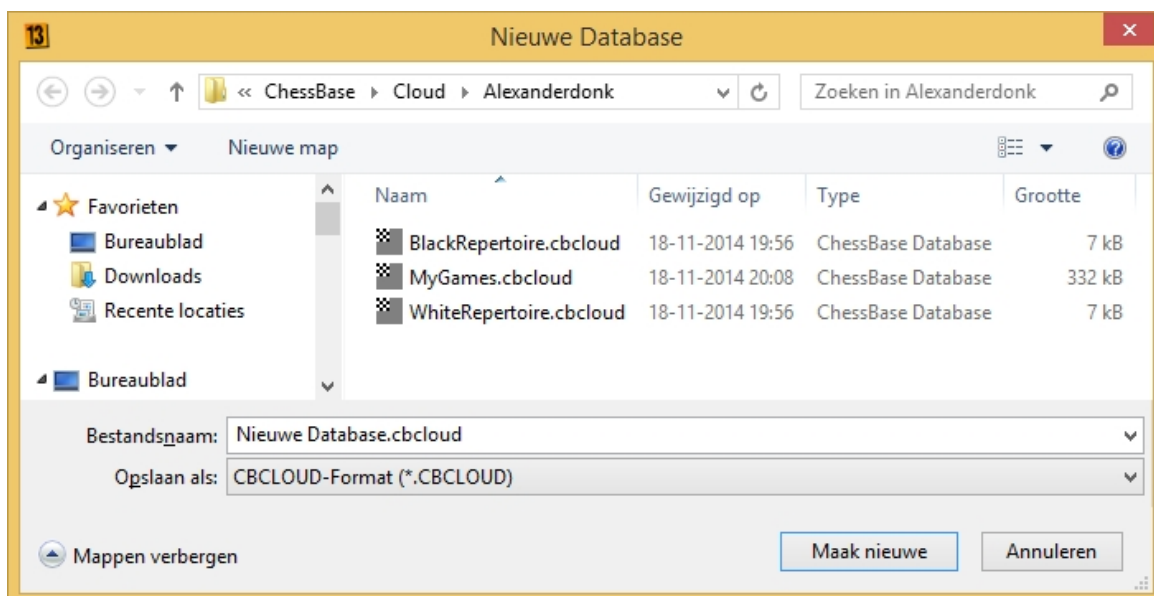 13 Nieuwe Database
« ChessBase Cloud Alexanderdonk Zoeken in Alexanderdonk
Organiseren Nieuwe map
Naam Gewijzigd op Type Grootte
Favorieten
Bureaublad
Downloads
Recente locaties
Bureaublad
BlackRepertoire.cbcloud 18-11-2014 19:56 ChessBase Database 7 kB
MyGames.cbcloud 18-11-2014 20:08 ChessBase Database 332 kB
WhiteRepertoire.cbcloud 18-11-2014 19:56 ChessBase Database 7 kB
Bestandsnaam: Nieuwe Database.cbcloud
Opslaan als: CBCLOUD-Format (*.CBCLOUD)
Mappen verbergen Maak nieuwe Annuleren